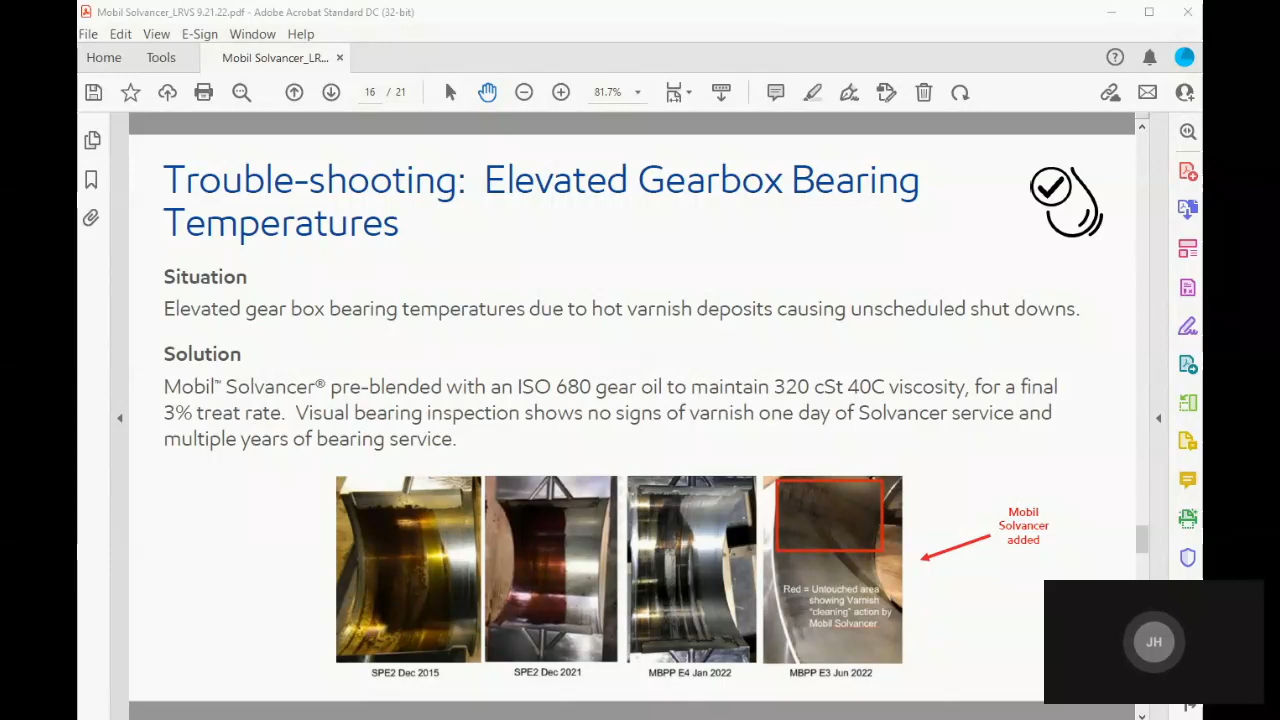 Mobil Solvancer_LRVS 9.21.22.pdf - Adobe Acrobat Standard DC (32-bit)
File Edit View E-Sign Window Help
Home Tools Mobil Solvancer_LR... ×
16 / 21 81.7%
Trouble-shooting: Elevated Gearbox Bearing
Temperatures
Situation
Elevated gear box bearing temperatures due to hot varnish deposits causing unscheduled shut downs.
Solution
Mobil™ Solvancer® pre-blended with an ISO 680 gear oil to maintain 320 cSt 40C viscosity, for a final
3% treat rate. Visual bearing inspection shows no signs of varnish one day of Solvancer service and
multiple years of bearing service.
Mobil
Solvancer
added
Red = Untouched area
showing Varnish
"cleaning" action by
Mobil Solvancer
SPE2 Dec 2015 SPE2 Dec 2021 MBPP E4 Jan 2022 MBPP E3 Jun 2022
JH